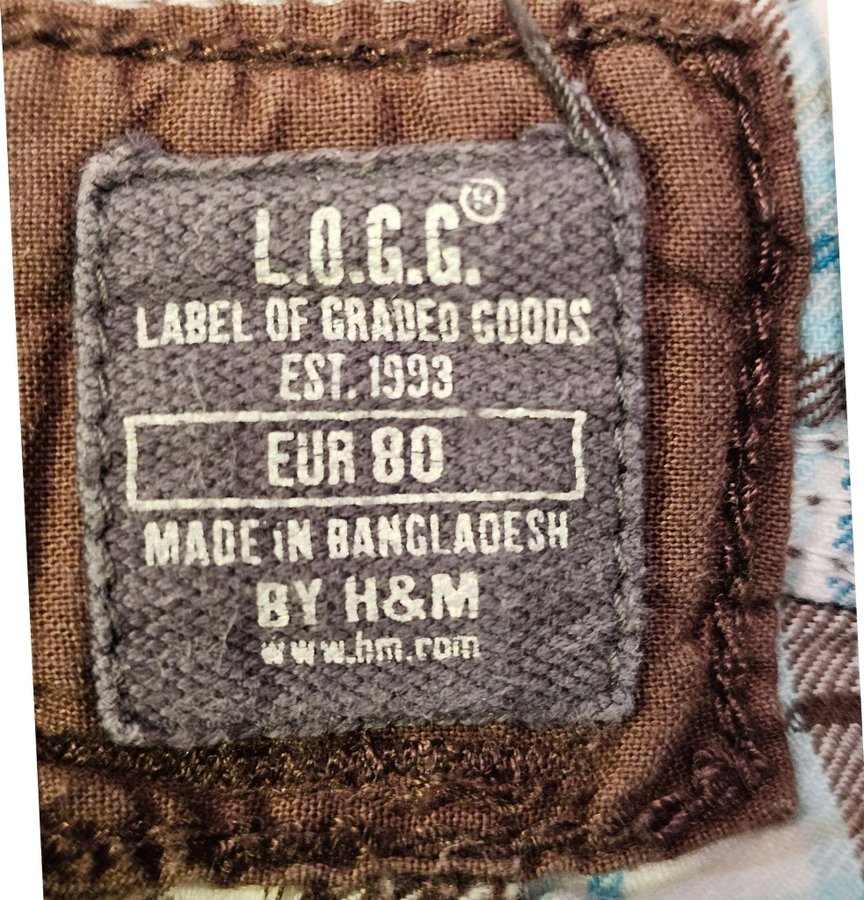 L.O.G.G.®
LABEL OF GRADED GOODS
EST. 1993
EUR 80
MADE iN BANGLADESH
BY H&M
www.hm.com